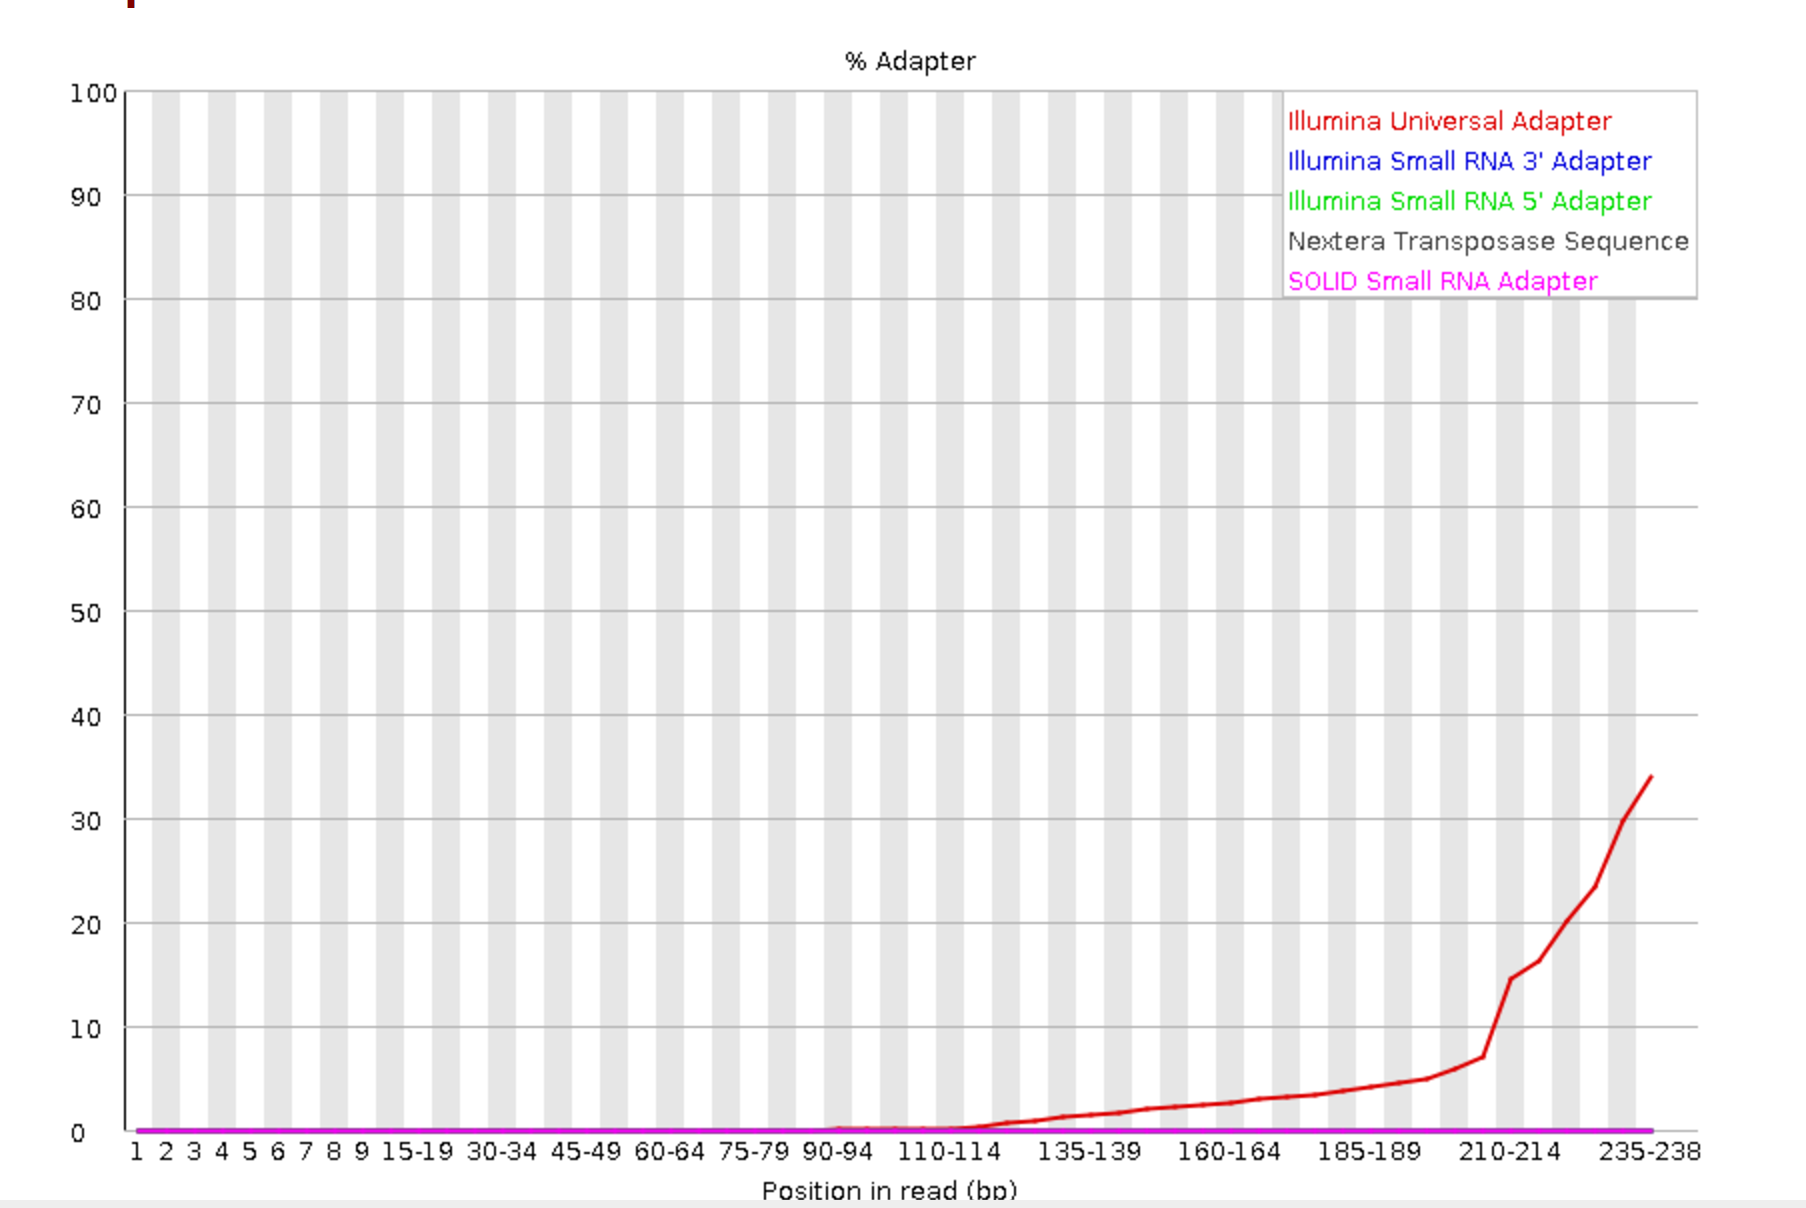 % Adapter
100
90
80
70
60
50
40
30
20
10
0
Illumina Universal Adapter
Illumina Small RNA 3' Adapter
Illumina Small RNA 5' Adapter
Nextera Transposase Sequence
SOLID Small RNA Adapter
1 2 3 4 5 6 7 8 9 15-19 30-34 45-49 60-64 75-79 90-94 110-114 135-139 160-164 185-189 210-214 235-238
Position in read (bp)